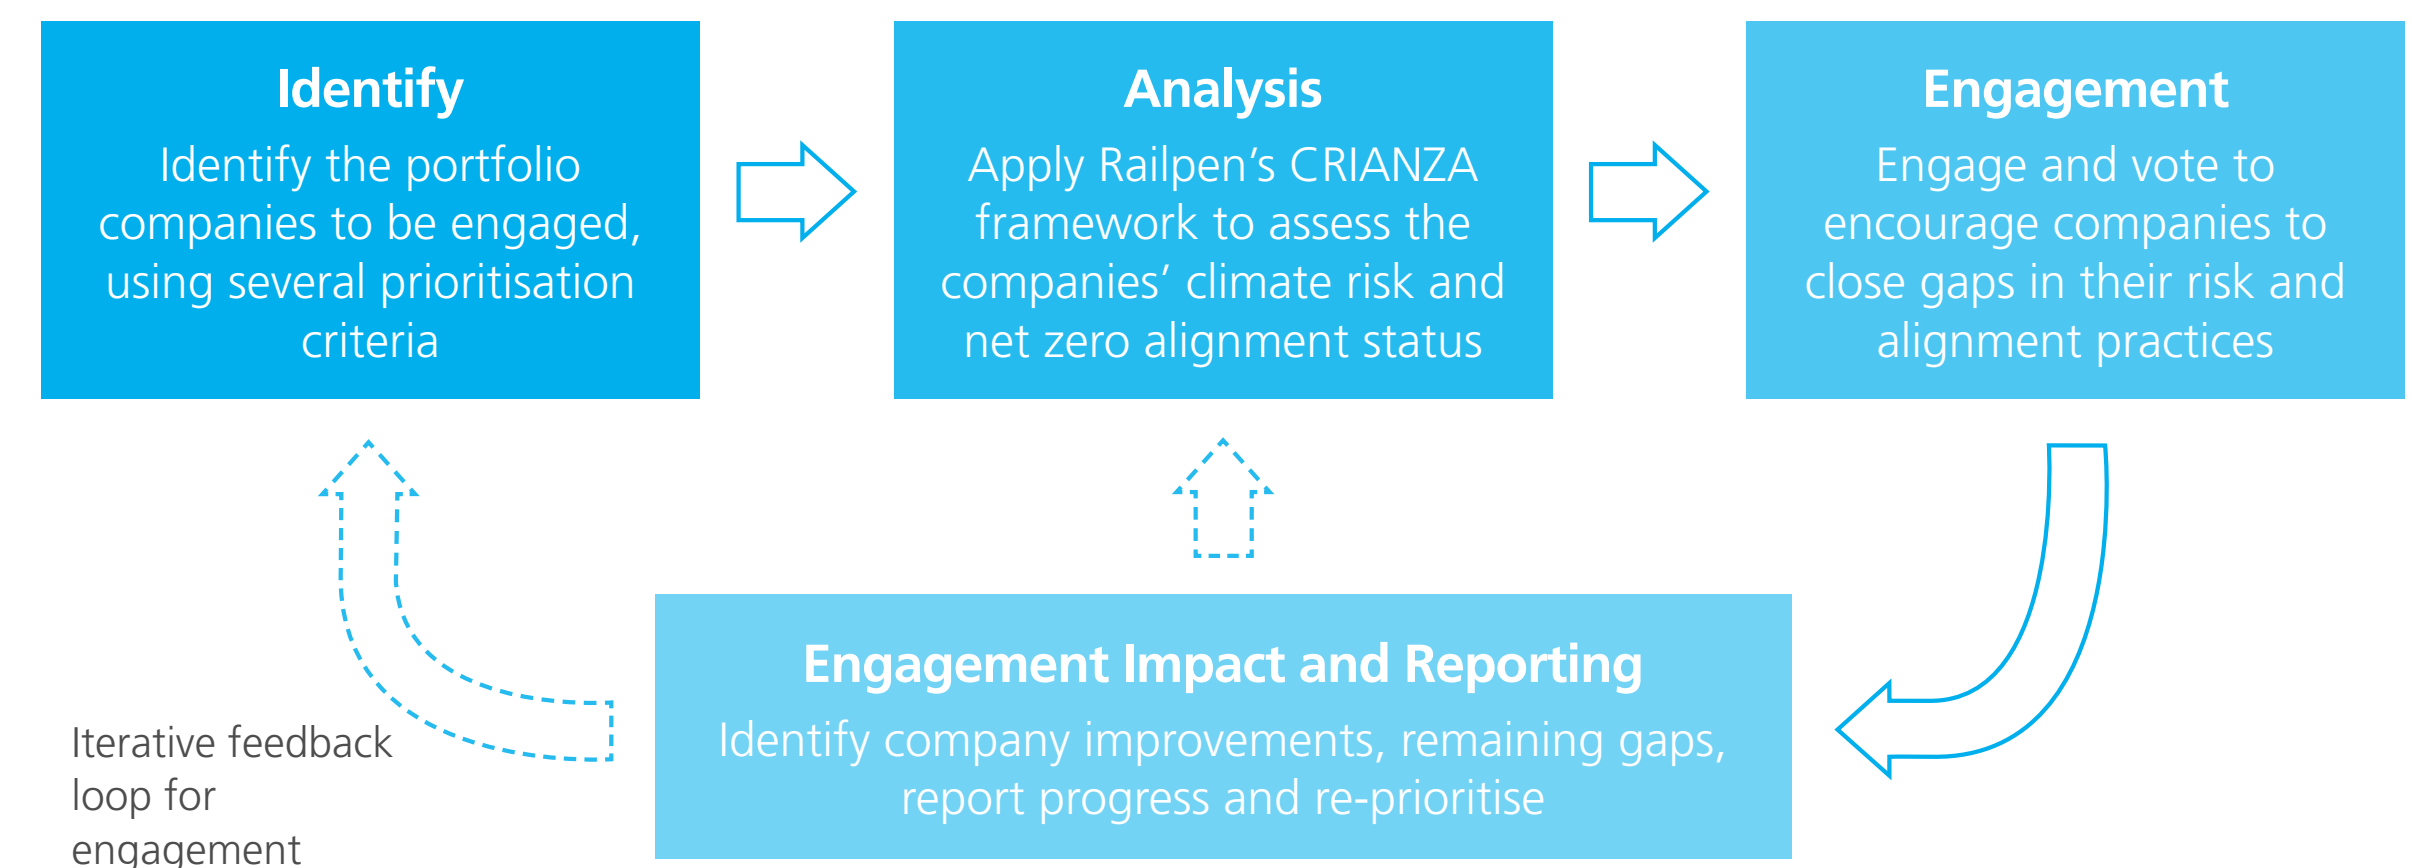 Identify
Identify the portfolio
companies to be engaged,
using several prioritisation
criteria
Analysis
Apply Railpen’s CRIANZA
framework to assess the
companies’ climate risk and
net zero alignment status
Engagement
Engage and vote to
encourage companies to
close gaps in their risk and
alignment practices
Engagement Impact and Reporting
Identify company improvements, remaining gaps,
report progress and re-prioritise
Iterative feedback
loop for
engagement